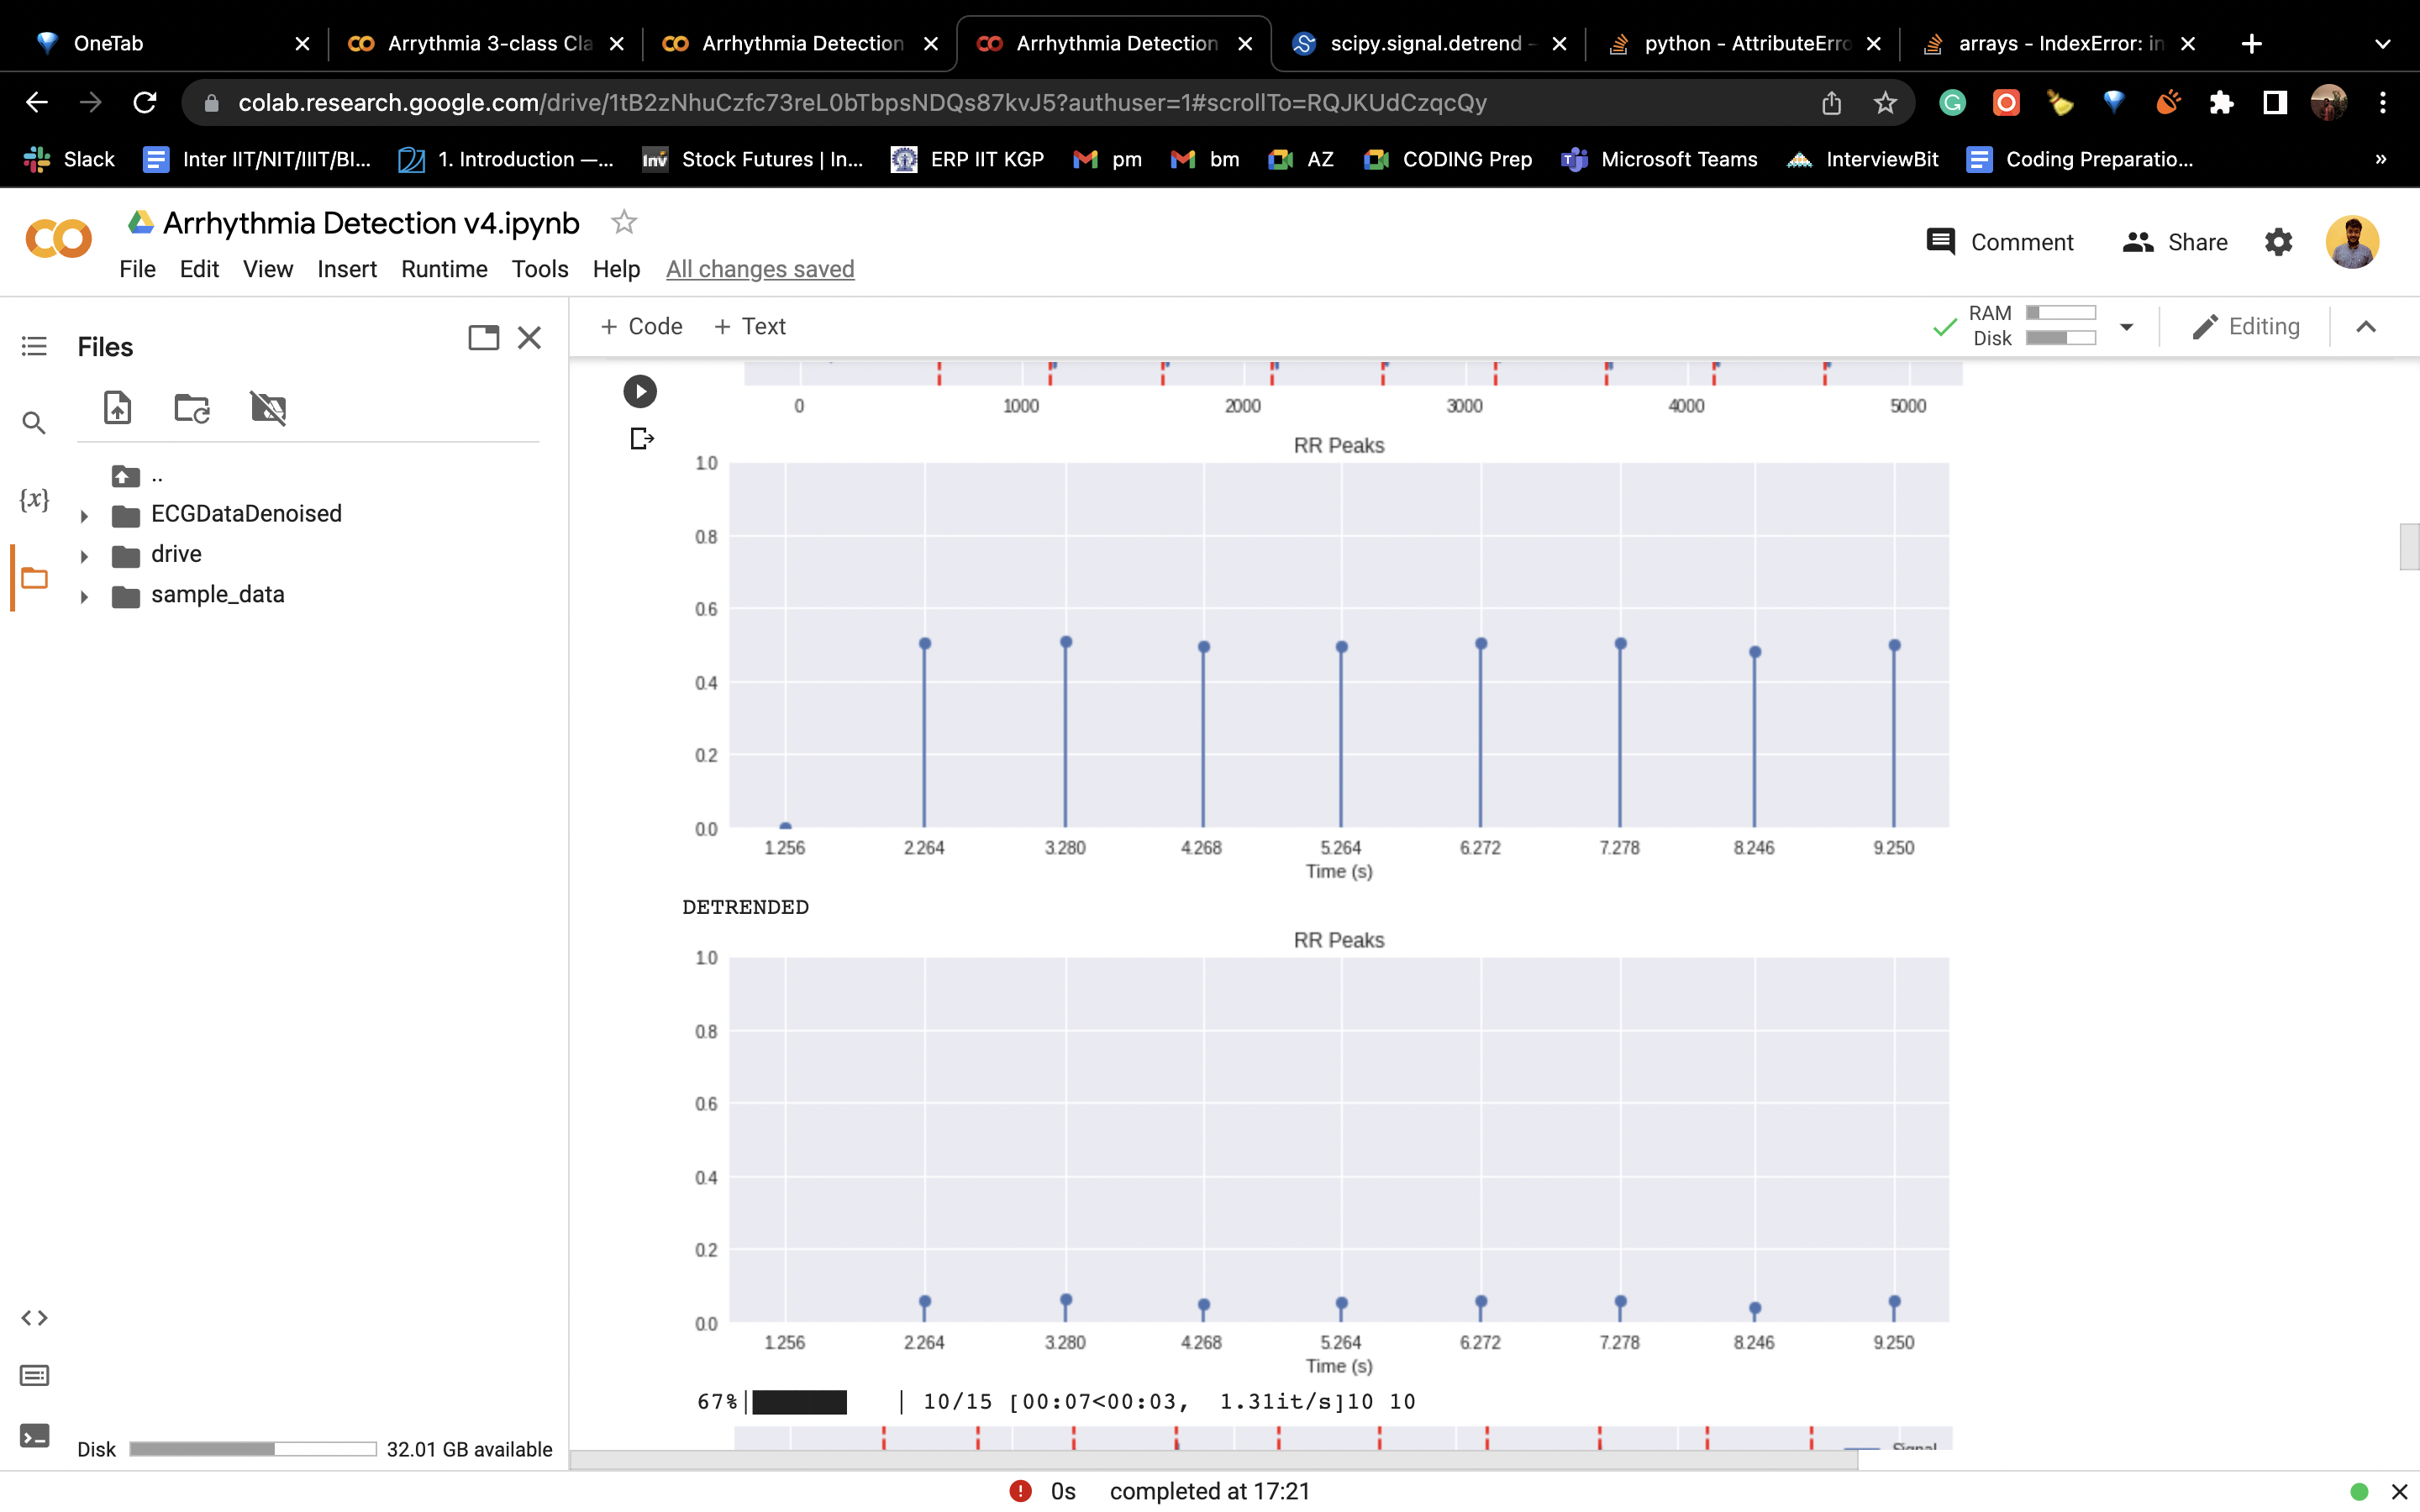 OneTab
Arrythmia 3-class Cla
Arrhythmia Detection
Arrhythmia Detection
scipy.signal.detrend -
python - AttributeErro
arrays - IndexError: in
colab.research.google.com/drive/1tB2zNhuCzfc73reL0bTbpsNDQs87kvJ5?authuser=1#scrollTo=RQJKUdCzqcQy
Slack
Inter IIT/NIT/IIIT/BI...
1. Introduction —...
Inv
Stock Futures | In...
ERP IIT KGP
pm
bm
AZ
CODING Prep
Microsoft Teams
InterviewBit
Coding Preparatio...
»
Arrhythmia Detection v4.ipynb
Comment
Share
File Edit View Insert Runtime Tools Help All changes saved
Files
+ Code + Text
RAM
Disk
Editing
..
ECGDataDenoised
drive
sample_data
{x}
0 1000 2000 3000 4000 5000
RR Peaks
1.0
0.8
0.6
0.4
0.2
0.0
1.256 2.264 3.280 4.268 5.264 6.272 7.278 8.246 9.250
Time (s)
DETRENDED
RR Peaks
1.0
0.8
0.6
0.4
0.2
0.0
1.256 2.264 3.280 4.268 5.264 6.272 7.278 8.246 9.250
Time (s)
67%| | 10/15 [00:07<00:03, 1.31it/s]10 10
Signal
Disk 32.01 GB available
0s completed at 17:21